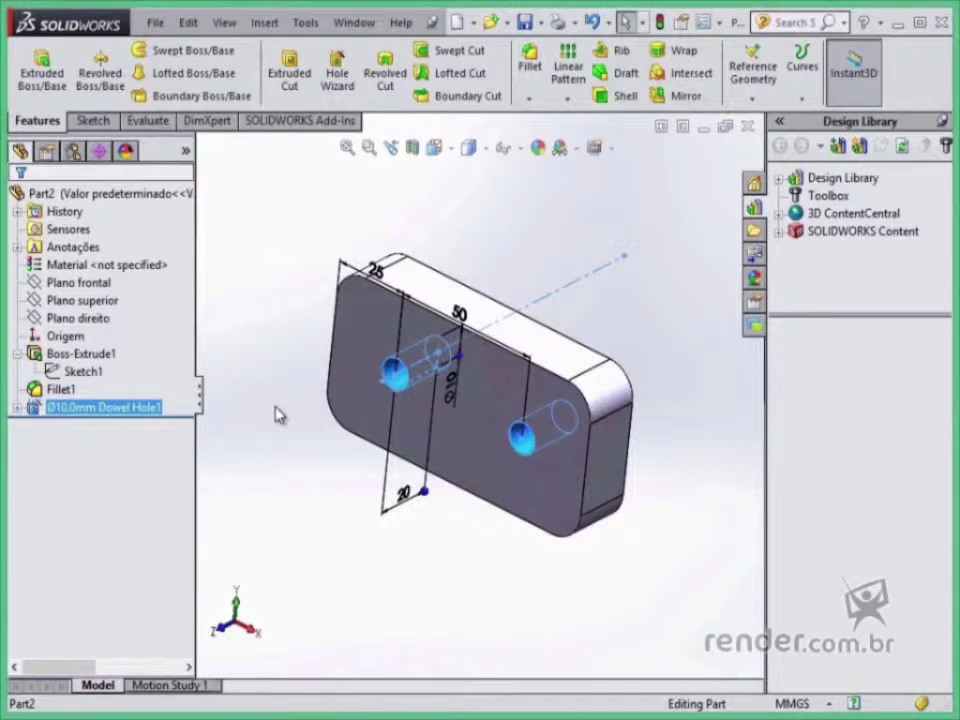 SOLIDWORKS
File Edit View Insert Tools Window Help
P...
Search S
Extruded Boss/Base
Revolved Boss/Base
Swept Boss/Base
Lofted Boss/Base
Boundary Boss/Base
Extruded Cut
Hole Wizard
Revolved Cut
Swept Cut
Lofted Cut
Boundary Cut
Fillet
Linear Pattern
Rib
Draft
Shell
Wrap
Intersect
Mirror
Reference Geometry
Curves
Instant3D
Features Sketch Evaluate DimXpert SOLIDWORKS Add-Ins
Design Library
Part2 (Valor predeterminado<<V
History
Sensores
Anotações
Material <not specified>
Plano frontal
Plano superior
Plano direito
Origem
Boss-Extrude1
Sketch1
Fillet1
Ø10.0mm Dowel Hole1
25
50
Ø10
20
Y
Z
X
Design Library
Toolbox
3D ContentCentral
SOLIDWORKS Content
render.com.br
Model Motion Study 1
Part2
Editing Part
MMGS